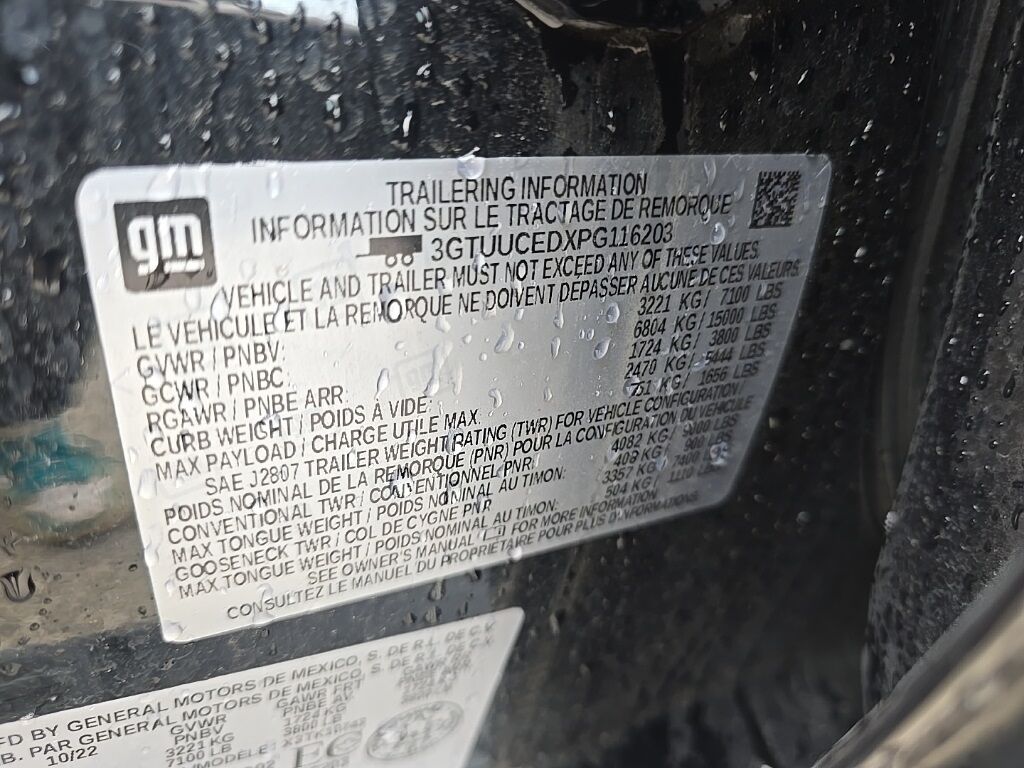 gm
TRAILERING INFORMATION
INFORMATION SUR LE TRACTAGE DE REMORQUE
3GTUUCEDXPG116203
VEHICLE AND TRAILER MUST NOT EXCEED ANY OF THESE VALUES.
LE VEHICULE ET LA REMORQUE NE DOIVENT DEPASSER AUCUNE DE CES VALEURS.
GVWR / PNBV: 3221 KG / 7100 LBS
GCWR / PNBC: 6804 KG / 15000 LBS
RGAWR / PNBE ARR: 1724 KG / 3800 LBS
CURB WEIGHT / POIDS À VIDE: 2470 KG / 5444 LBS
MAX PAYLOAD / CHARGE UTILE MAX: 751 KG / 1656 LBS
SAE J2807 TRAILER WEIGHT RATING (TWR) FOR VEHICLE CONFIGURATION /
POIDS NOMINAL DE LA REMORQUE (PNR) POUR LA CONFIGURATION DU VEHICULE
CONVENTIONAL TWR / CONVENTIONNEL PNR: 4082 KG / 9000 LBS
MAX TONGUE WEIGHT / POIDS NOMINAL AU TIMON: 409 KG / 900 LBS
GOOSENECK TWR / COL DE CYGNE PNR 3357 KG / 7400 LBS
MAX TONGUE WEIGHT / POIDS NOMINAL AU TIMON: 504 KG / 1110 LBS
SEE OWNER'S MANUAL FOR MORE INFORMATION
CONSULTEZ LE MANUEL DU PROPRIETAIRE POUR PLUS D'INFORMATIONS.
FD BY GENERAL MOTORS DE MEXICO, S. DE R.L. DE C.V.
B. PAR GENERAL MOTORS DE MEXICO, S. DE R.L. DE C.V.
10/22 GVWR GAWR FRT
PNBV PNBE AV
3221 KG 1724 KG
7100 LB 3800 LB